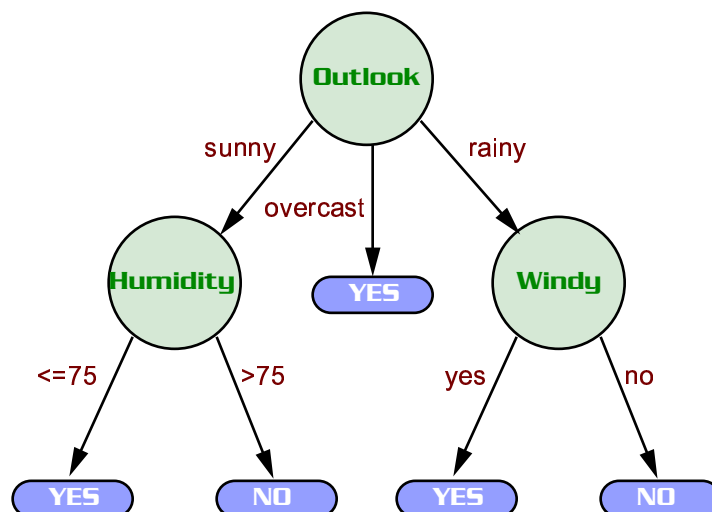 Outlook
sunny
rainy
overcast
Humidity
YES
Windy
<=75
>75
yes
no
YES
NO
YES
NO